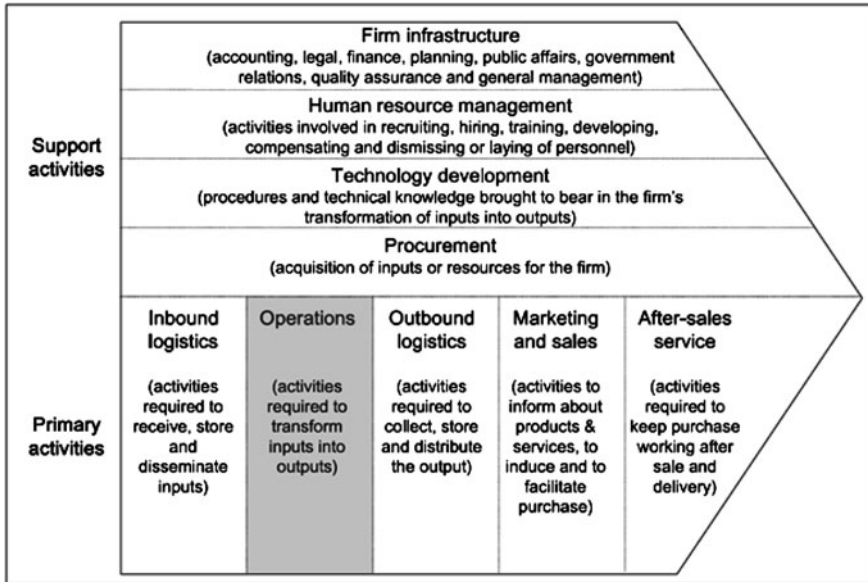 Firm infrastructure
(accounting, legal, finance, planning, public affairs, government
relations, quality assurance and general management)
Human resource management
(activities involved in recruiting, hiring, training, developing,
compensating and dismissing or laying of personnel)
Support
activities
Technology development
(procedures and technical knowledge brought to bear in the firm's
transformation of inputs into outputs)
Procurement
(acquisition of inputs or resources for the firm)
Primary
activities
Inbound
logistics
(activities
required to
receive, store
and
disseminate
inputs)
Operations
(activities
required to
transform
inputs into
outputs)
Outbound
logistics
(activities
required to
collect, store
and distribute
the output)
Marketing
and sales
(activities to
inform about
products &
services, to
induce and to
facilitate
purchase)
After-sales
service
(activities
required to
keep purchase
working after
sale and
delivery)